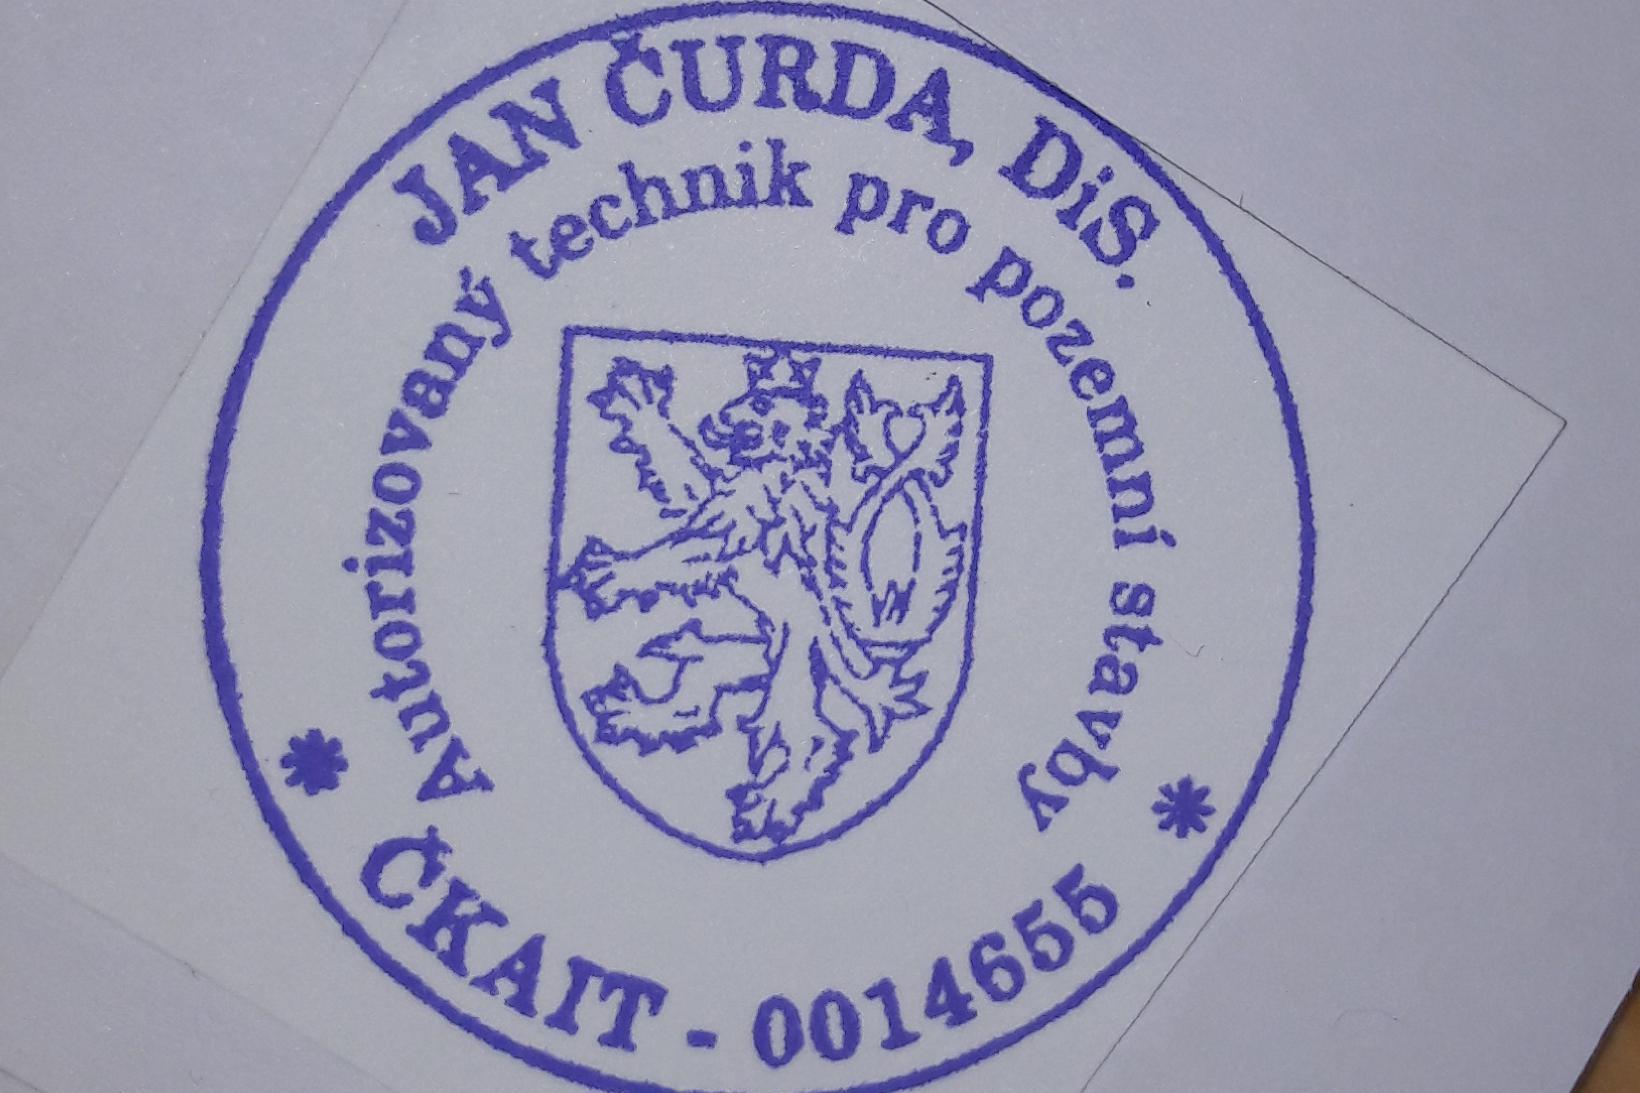 JAN ČURDA, DiS.
Autorizovaný technik pro pozemní stavby
* ČKAIT - 0014655 *